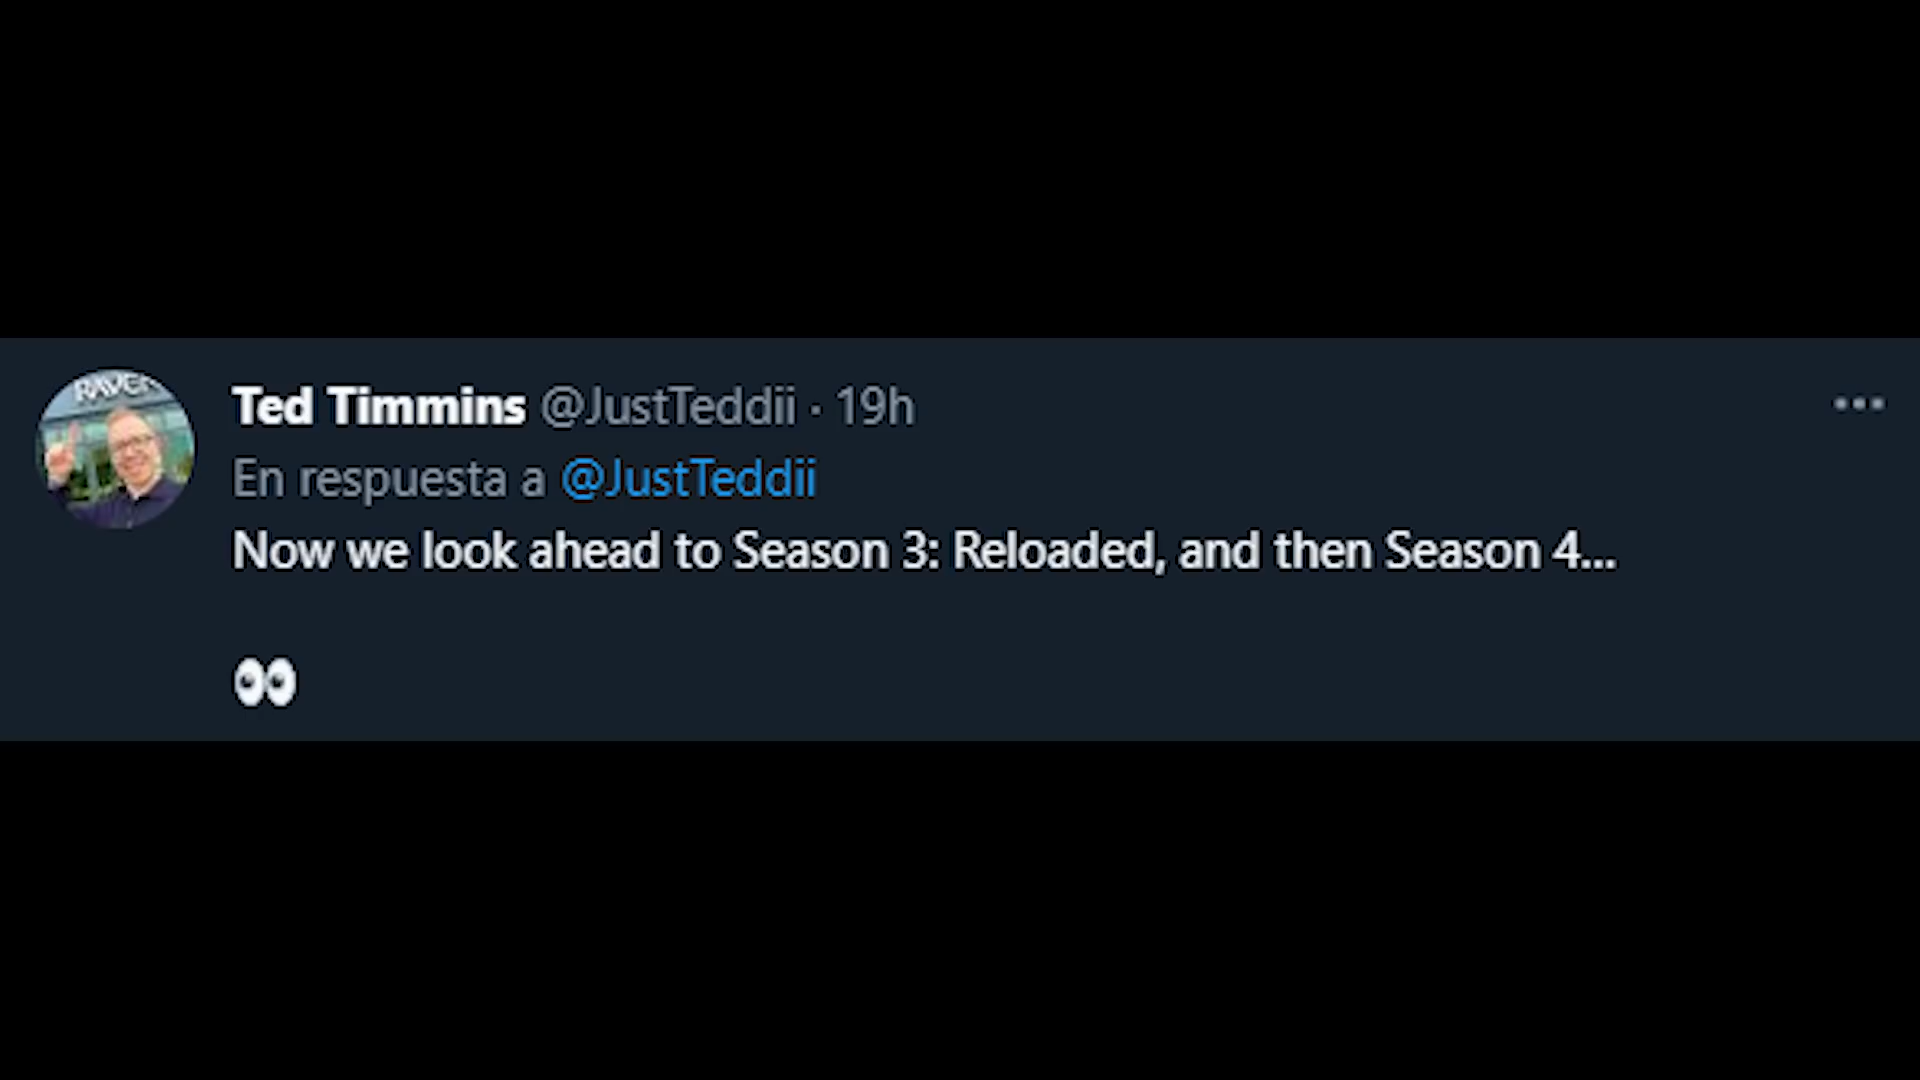 RAVEN
Ted Timmins @JustTeddii · 19h
En respuesta a @JustTeddii
Now we look ahead to Season 3: Reloaded, and then Season 4...
👀